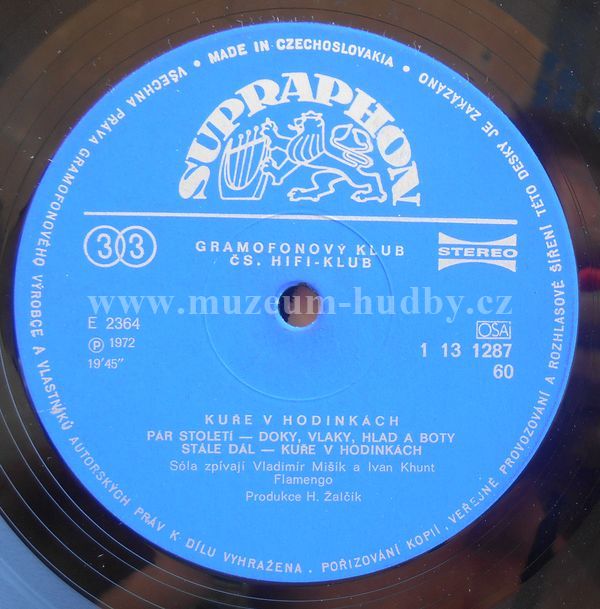 VŠECHNA PRÁVA GRAMOFONOVÉHO VÝROBCE A VLASTNÍKŮ AUTORSKÝCH PRÁV K DÍLU VYHRAŽENA. POŘIZOVÁNÍ KOPIÍ, VEŘEJNÉ PROVOZOVÁNÍ A ROZHLASOVÉ ŠÍŘENÍ TÉTO DESKY JE ZAKÁZÁNO • MADE IN CZECHOSLOVAKIA •
SUPRAPHON
33 GRAMOFONOVÝ KLUB
ČS. HIFI-KLUB
STEREO
www.muzeum-hudby.cz
E 2364
OSA
Ⓟ 1972
1 13 1287
19'45"
60
KUŘE V HODINKÁCH
PÁR STOLETÍ — DOKY, VLAKY, HLAD A BOTY
STÁLE DÁL — KUŘE V HODINKÁCH
Sóla zpívají Vladimír Mišík a Ivan Khunt
Flamengo
Produkce H. Žalčík